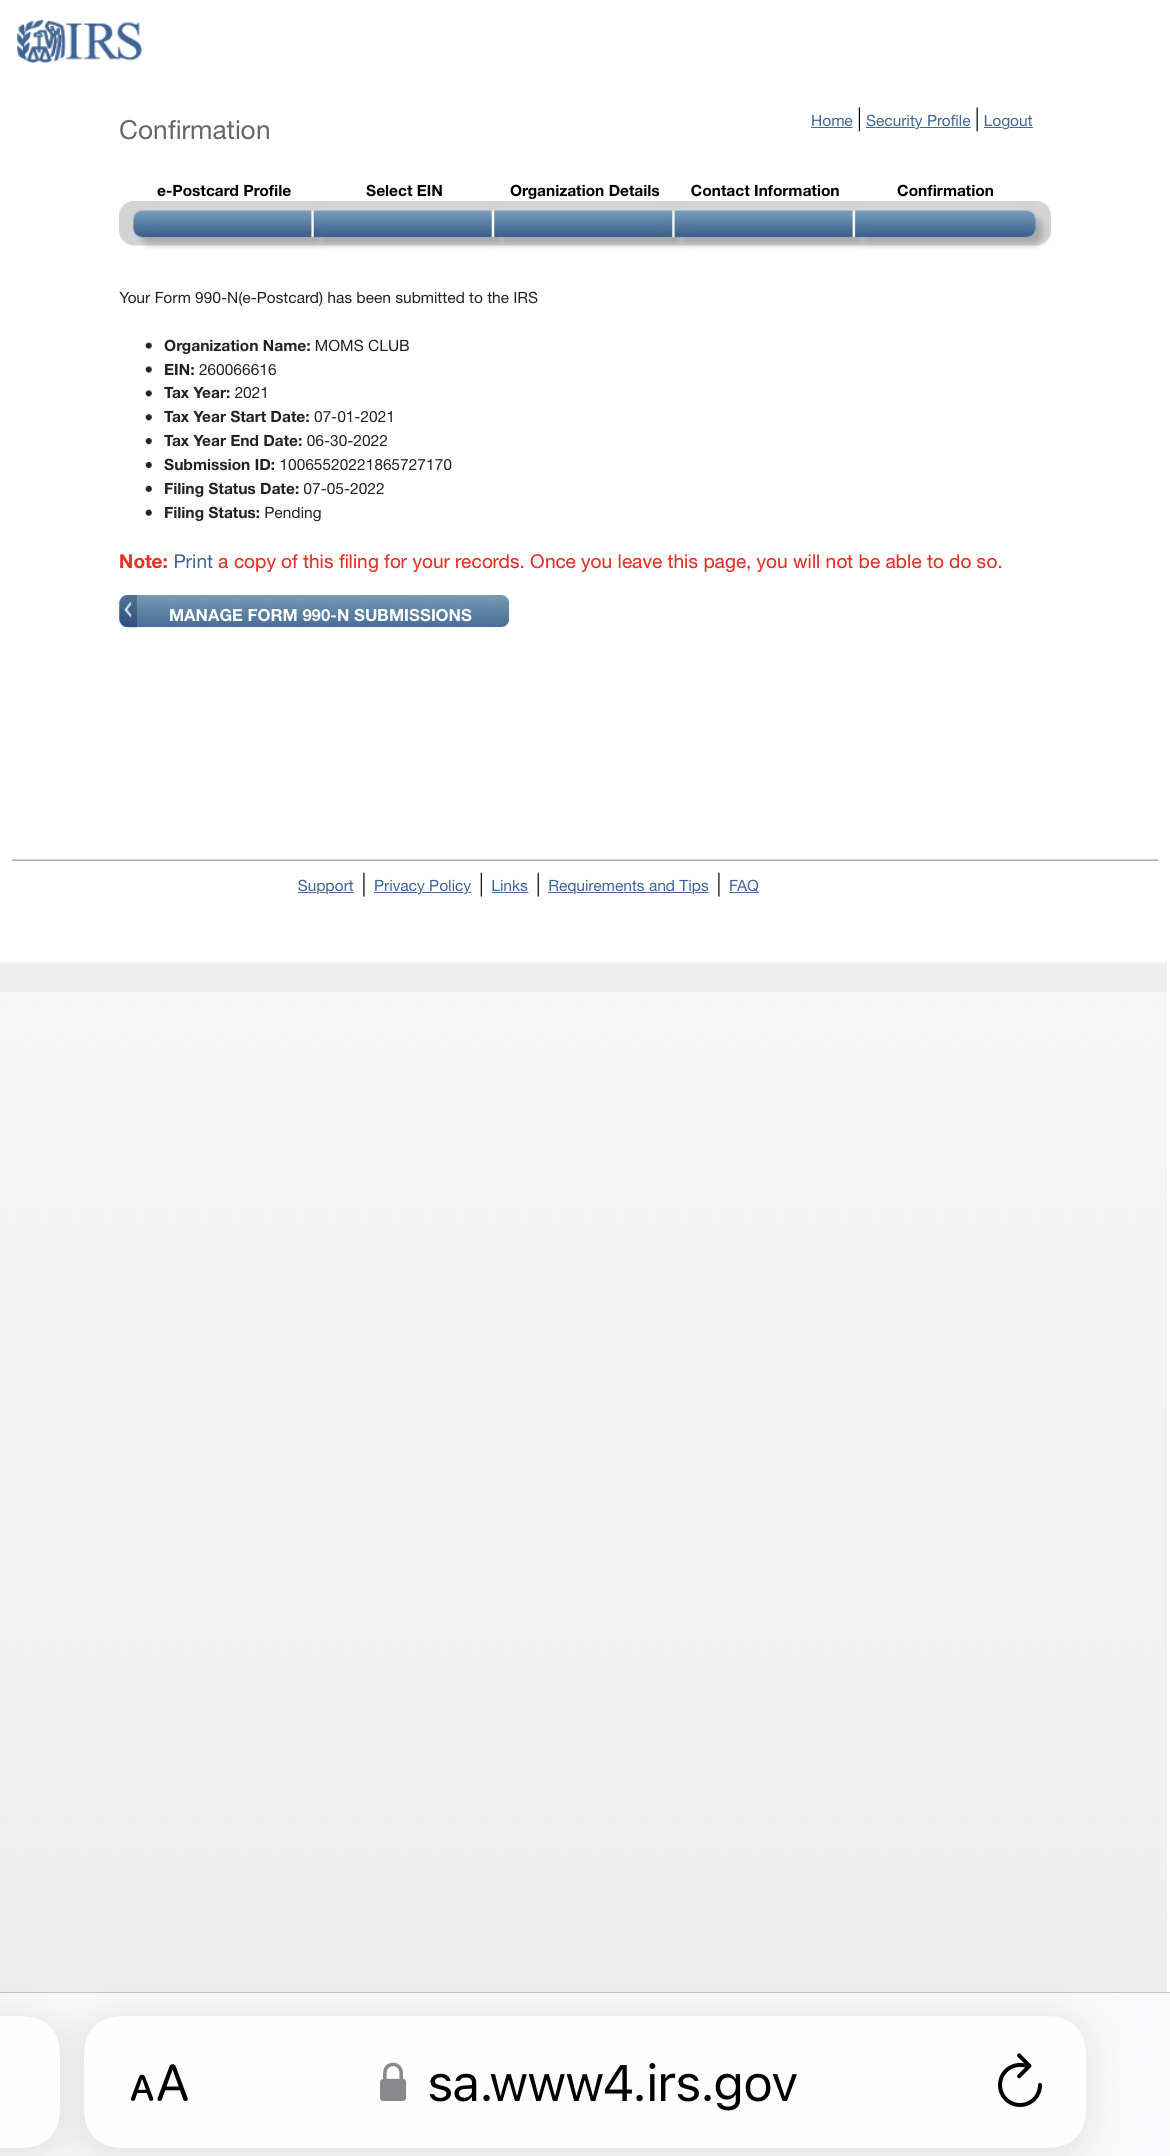 IRS
Confirmation
Home | Security Profile | Logout
e-Postcard Profile Select EIN Organization Details Contact Information Confirmation
Your Form 990-N(e-Postcard) has been submitted to the IRS
• Organization Name: MOMS CLUB
• EIN: 260066616
• Tax Year: 2021
• Tax Year Start Date: 07-01-2021
• Tax Year End Date: 06-30-2022
• Submission ID: 10065520221865727170
• Filing Status Date: 07-05-2022
• Filing Status: Pending
Note: Print a copy of this filing for your records. Once you leave this page, you will not be able to do so.
MANAGE FORM 990-N SUBMISSIONS
Support | Privacy Policy | Links | Requirements and Tips | FAQ
AA sa.www4.irs.gov